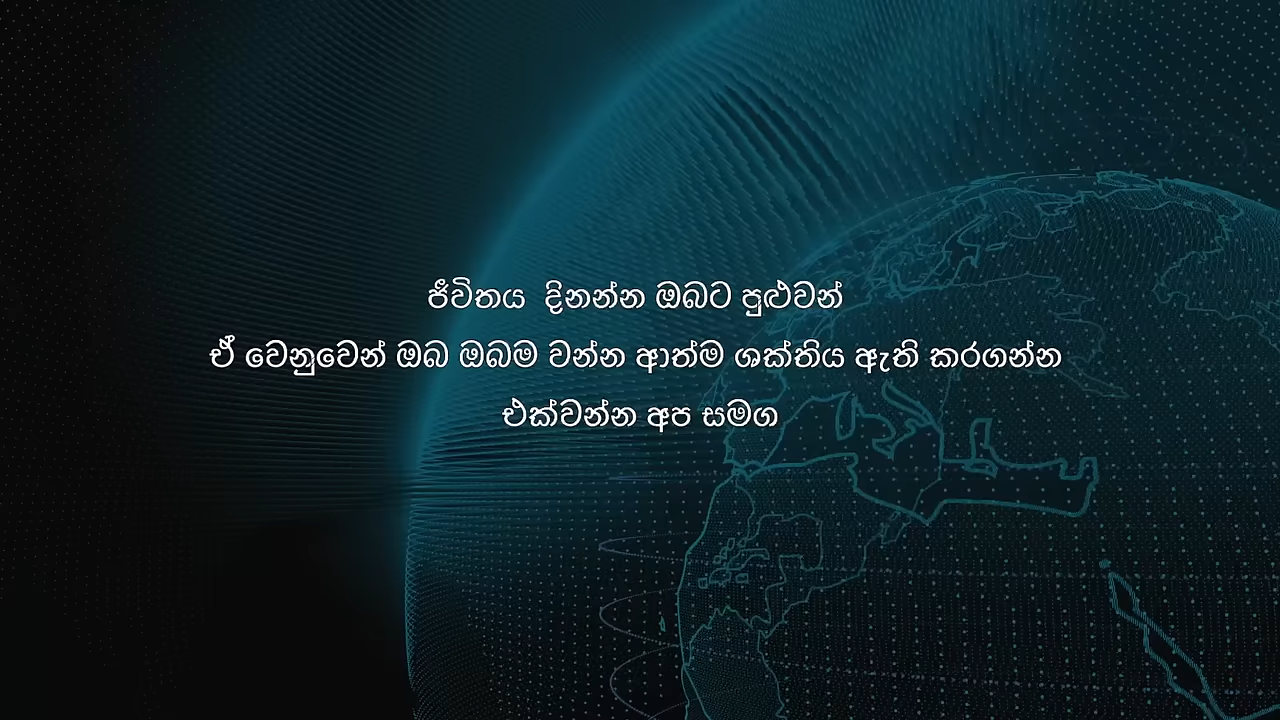 ජීවිතය දිනන්න ඔබට පුළුවන්
ඒ වෙනුවෙන් ඔබ ඔබම වන්න ආත්ම ශක්තිය ඇති කරගන්න
එක්වන්න අප සමග